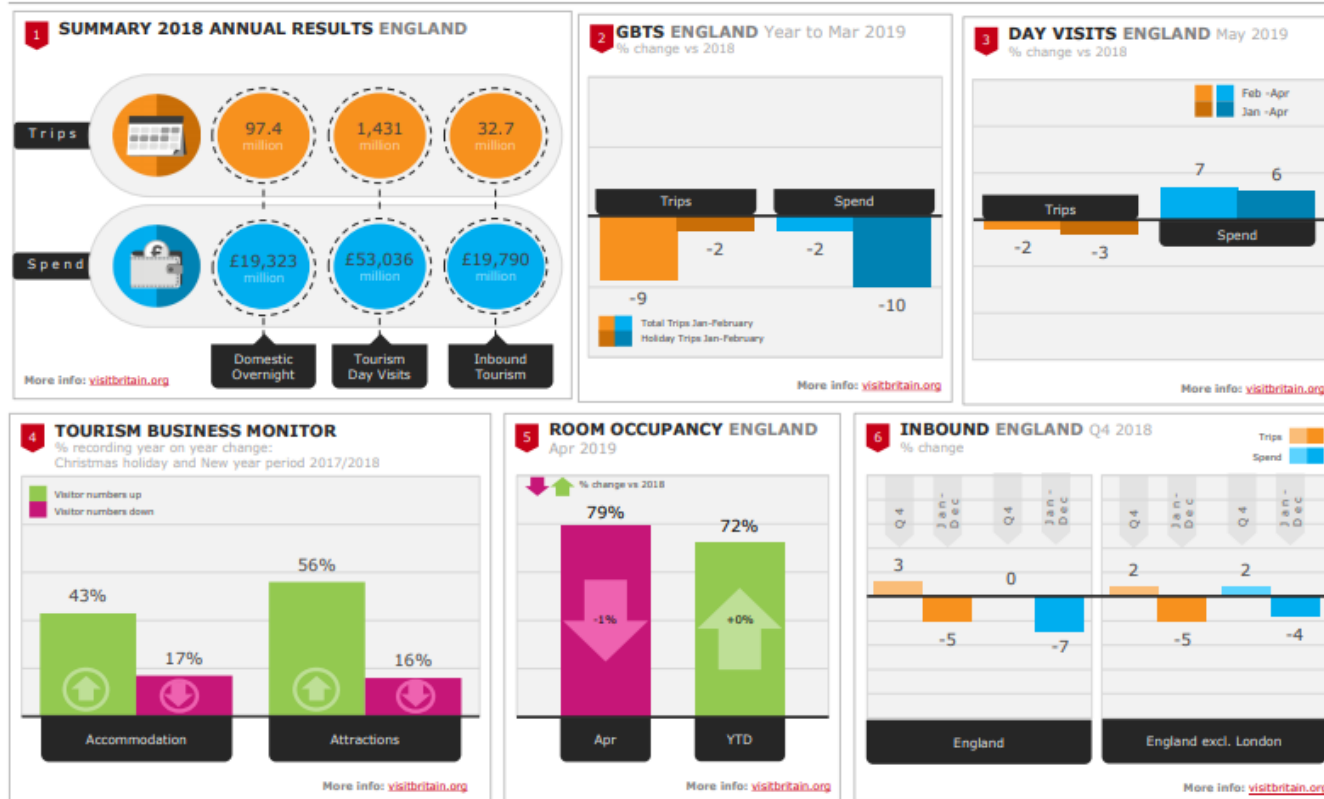 1 SUMMARY 2018 ANNUAL RESULTS ENGLAND
Trips
97.4
million
1,431
million
32.7
million
Spend
£
£19,323
million
£53,036
million
£19,790
million
Domestic
Overnight
Tourism
Day Visits
Inbound
Tourism
More info: visitbritain.org
2 GBTS ENGLAND Year to Mar 2019
% change vs 2018
Trips
Spend
-9
-2
-2
-10
Total Trips Jan-February
Holiday Trips Jan-February
More info: visitbritain.org
3 DAY VISITS ENGLAND May 2019
% change vs 2018
Feb -Apr
Jan -Apr
7
6
Trips
Spend
-2
-3
More info: visitbritain.org
4 TOURISM BUSINESS MONITOR
% recording year on year change:
Christmas holiday and New year period 2017/2018
Visitor numbers up
Visitor numbers down
43%
17%
56%
16%
Accommodation
Attractions
More info: visitbritain.org
5 ROOM OCCUPANCY ENGLAND
Apr 2019
% change vs 2018
79%
72%
-1%
+0%
Apr
YTD
More info: visitbritain.org
6 INBOUND ENGLAND Q4 2018
% change
Trips
Spend
Q4
Jan-
Dec
Q4
Jan-
Dec
Q4
Jan-
Dec
Q4
Jan-
Dec
3
-5
0
-7
2
-5
2
-4
England
England excl. London
More info: visitbritain.org